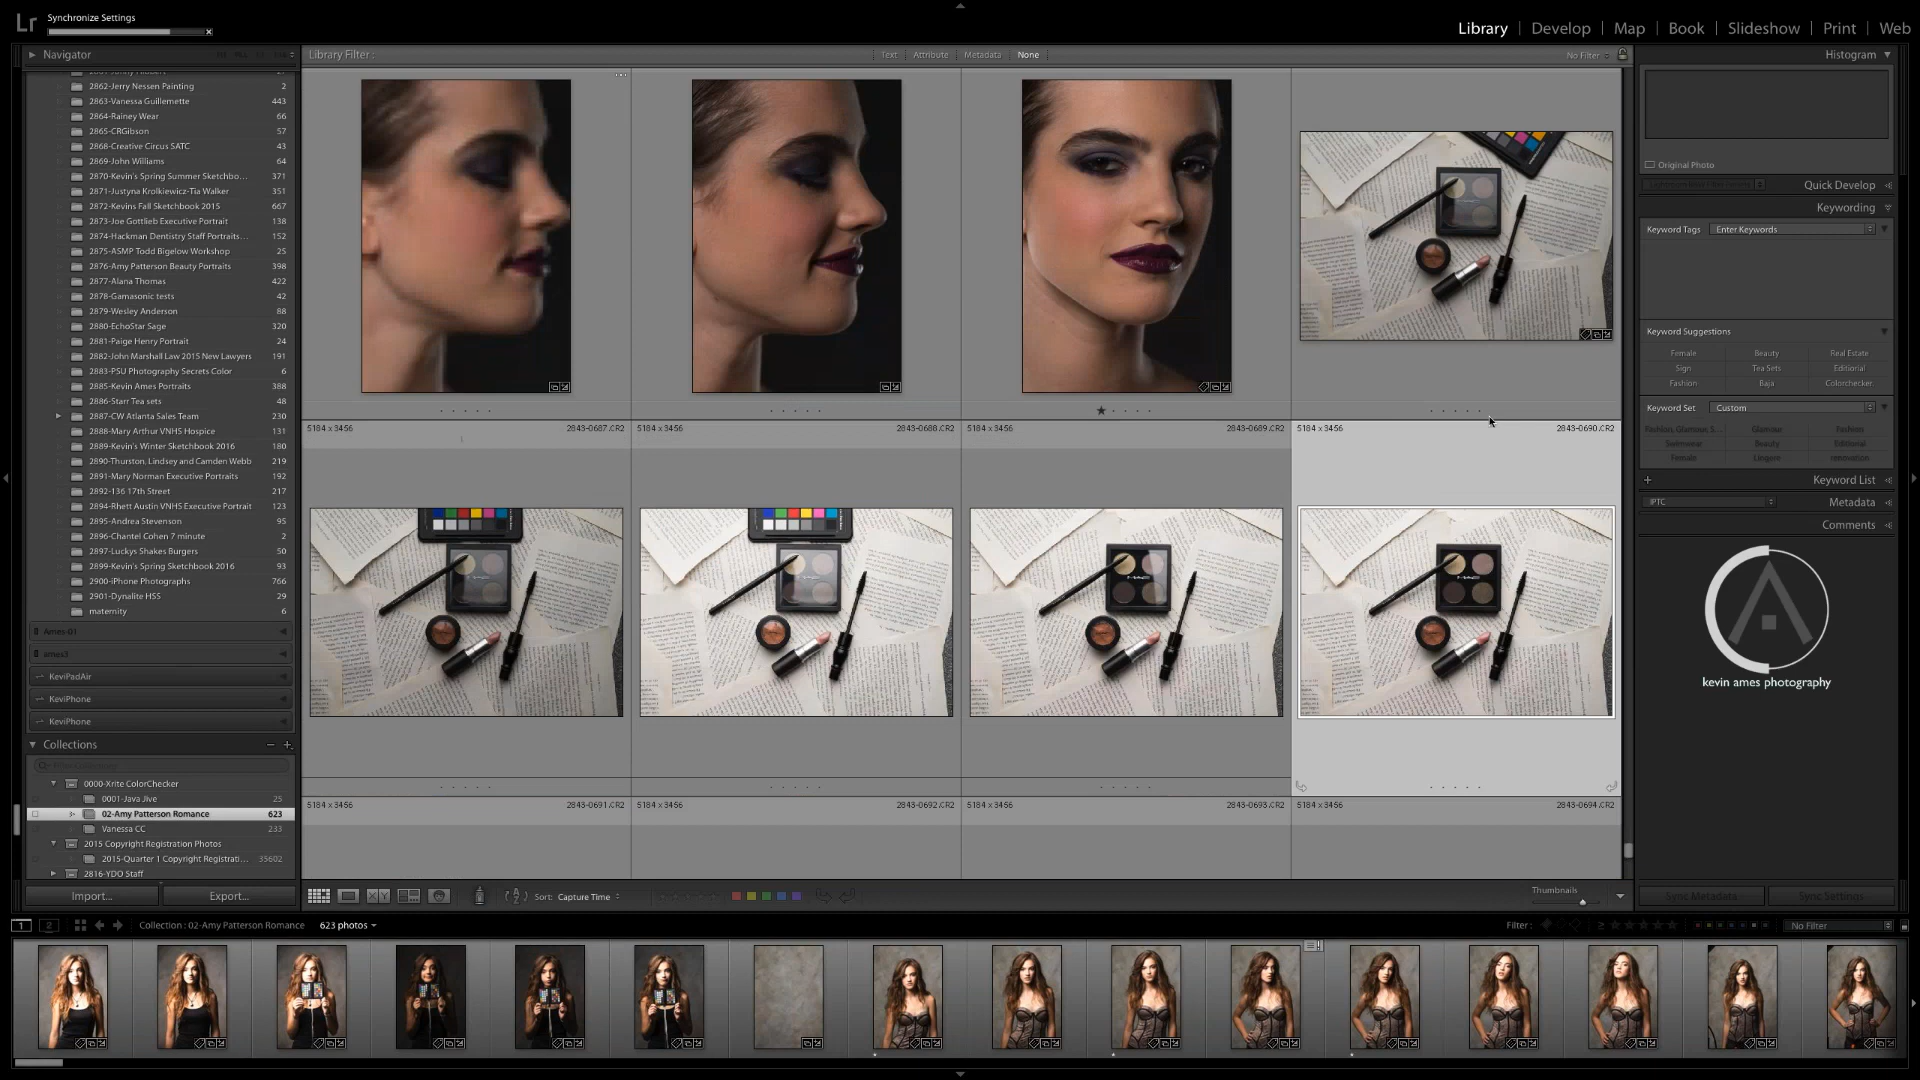 Lr
Synchronize Settings
Library | Develop | Map | Book | Slideshow | Print | Web
Navigator
Library Filter :
Text Attribute Metadata None
No Filter
Histogram
2862-Jerry Nessen Painting 2
2863-Vanessa Guillemette 443
2864-Rainey Wear 66
2865-CRGibson 57
2868-Creative Circus SATC 43
2869-John Williams 64
2870-Kevin's Spring Summer Sketchbo... 371
2871-Justyna Krolkiewicz-Tia Walker 351
2872-Kevins Fall Sketchbook 2015 667
2873-Joe Gottlieb Executive Portrait 138
2874-Hackman Dentistry Staff Portraits... 152
2875-ASMP Todd Bigelow Workshop 25
2876-Amy Patterson Beauty Portraits 398
2877-Alana Thomas 422
2878-Gamasonic tests 42
2879-Wesley Anderson 88
2880-EchoStar Sage 320
2881-Paige Henry Portrait 24
2882-John Marshall Law 2015 New Lawyers 191
2883-PSU Photography Secrets Color 6
2885-Kevin Ames Portraits 388
2886-Starr Tea sets 48
2887-CW Atlanta Sales Team 230
2888-Mary Arthur VNHS Hospice 131
2889-Kevin's Winter Sketchbook 2016 180
2890-Thurston, Lindsey and Camden Webb 219
2891-Mary Norman Executive Portraits 192
2892-136 17th Street 217
2894-Rhett Austin VNHS Executive Portrait 123
2895-Andrea Stevenson 95
2896-Chantel Cohen 7 minute 2
2897-Luckys Shakes Burgers 50
2899-Kevin's Spring Sketchbook 2016 93
2900-iPhone Photographs 766
2901-Dynalite HSS 29
maternity 6
Ames-01
ames3
KeviPadAir
KeviPhone
KeviPhone
Collections
0000-Xrite ColorChecker
0001-Java Jive 25
02-Amy Patterson Romance 623
Vanessa CC 233
2015 Copyright Registration Photos
2015-Quarter 1 Copyright Registrati... 35602
2816-YDO Staff
Import... Export...
5184 x 3456 2843-0687.CR2
5184 x 3456 2843-0688.CR2
5184 x 3456 2843-0689.CR2
5184 x 3456 2843-0690.CR2
5184 x 3456 2843-0691.CR2
5184 x 3456 2843-0692.CR2
5184 x 3456 2843-0693.CR2
5184 x 3456 2843-0694.CR2
Sort: Capture Time
Thumbnails
Original Photo
Quick Develop
Keywording
Keyword Tags Enter Keywords
Keyword Suggestions
Female Beauty Real Estate
Sign Tea Sets Editorial
Fashion Baja Colorchecker
Keyword Set Custom
Fashion, Glamour, S... Glamour Fashion
Swimwear Beauty Editorial
Female Lingerie renovation
Keyword List
IPTC Metadata
Comments
kevin ames photography
Sync Metadata Sync Settings
1 2
Collection : 02-Amy Patterson Romance 623 photos
Filter :
No Filter